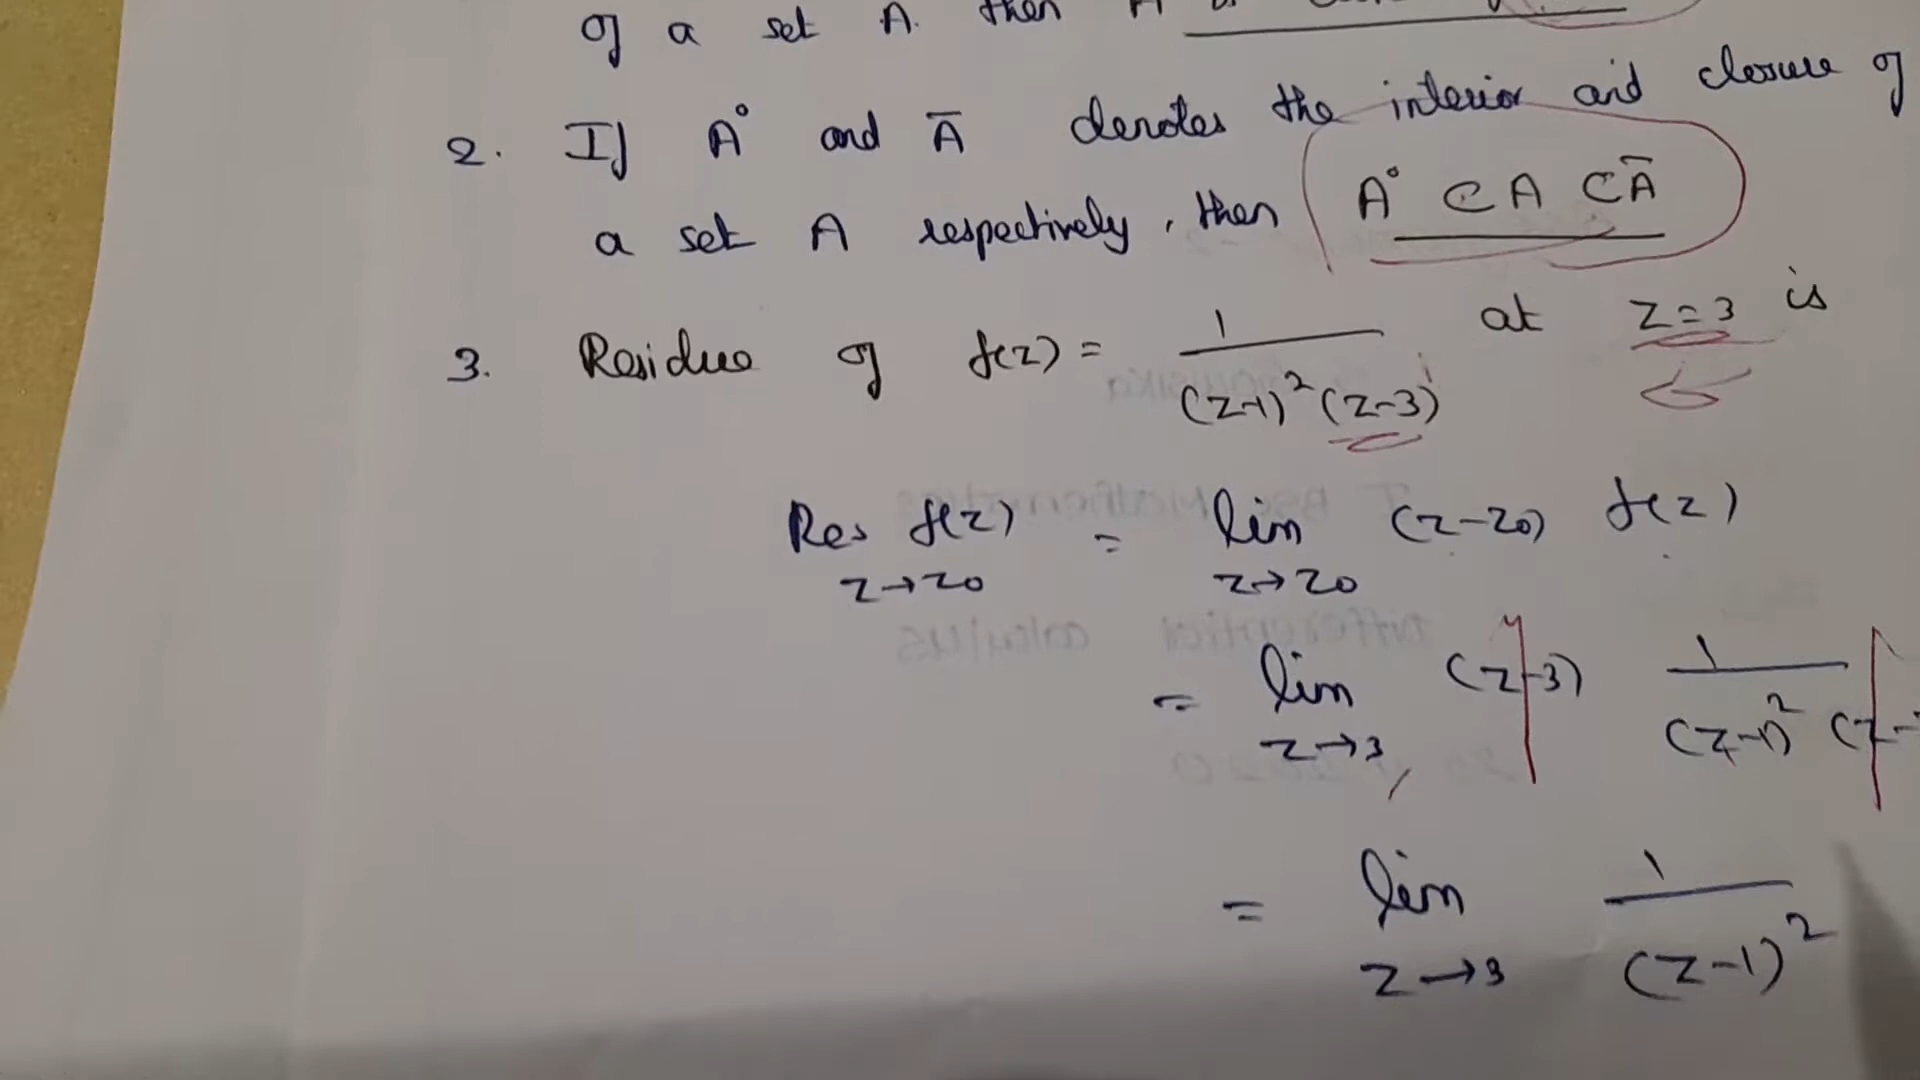 of a set A. then
2. If A° and Ā denotes the interior and closure of
a set A respectively, then A° ⊂ A ⊂ Ā
3. Residue of f(z) = 1/((z-1)² (z-3)¹) at z=3 is
Res f(z) z→z0 = lim z→z0 (z-z0) f(z)
= lim z→3, (z-3) 1/((z-1)² (z-
= lim z→3 1/(z-1)²